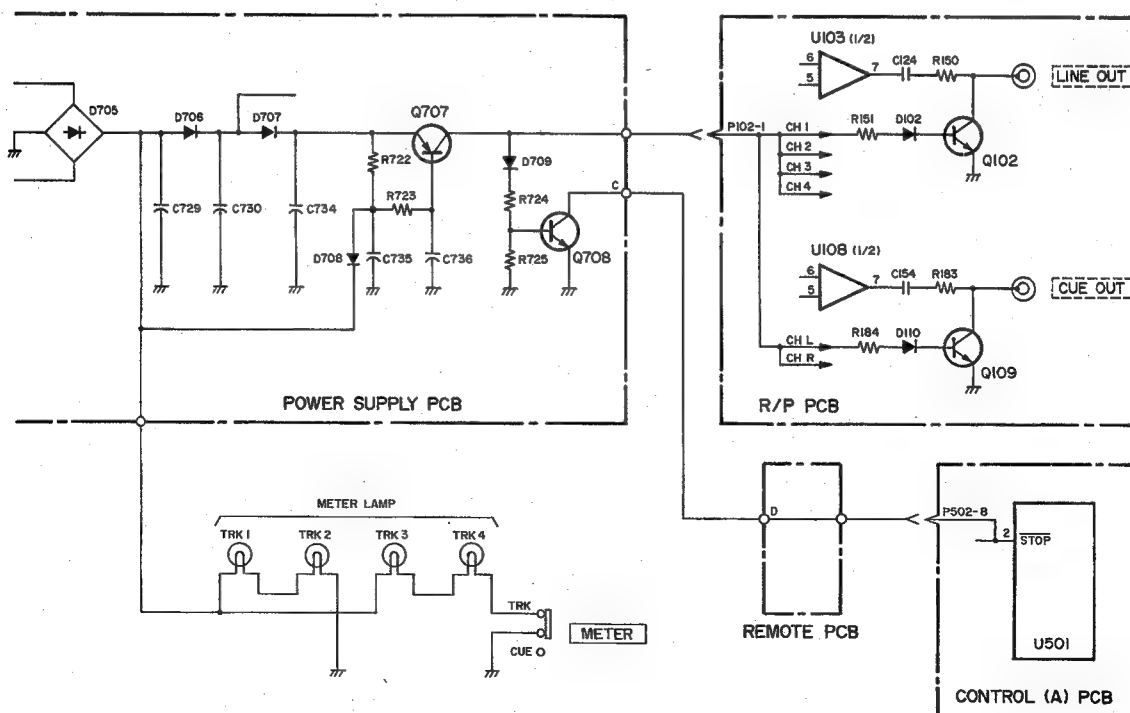 U103 (1/2)
6
5
7
C124
R150
LINE OUT
D705
D706
D707
Q707
P102-1
CH 1
CH 2
CH 3
CH 4
R151
D102
Q102
R722
D709
R723
R724
C
C729
C730
C734
D708
C735
C736
R725
Q708
U108 (1/2)
6
5
7
C154
R183
CUE OUT
CH L
CH R
R184
D110
Q109
POWER SUPPLY PCB
R/P PCB
METER LAMP
TRK 1
TRK 2
TRK 3
TRK 4
TRK
CUE
METER
D
REMOTE PCB
P502-8
2
STOP
U501
CONTROL (A) PCB